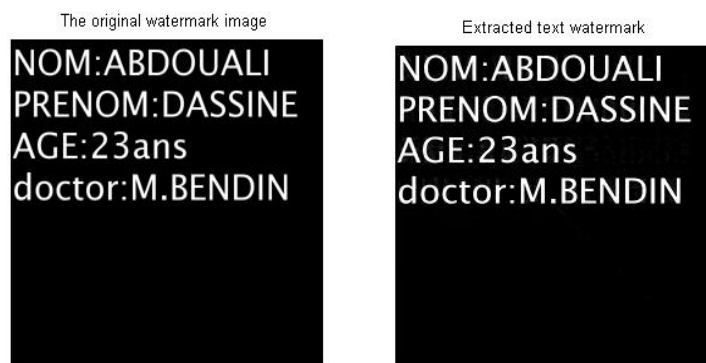 The original watermark image
NOM:ABDOUALI
PRENOM:DASSINE
AGE:23ans
doctor:M.BENDIN
Extracted text watermark
NOM:ABDOUALI
PRENOM:DASSINE
AGE:23ans
doctor:M.BENDIN